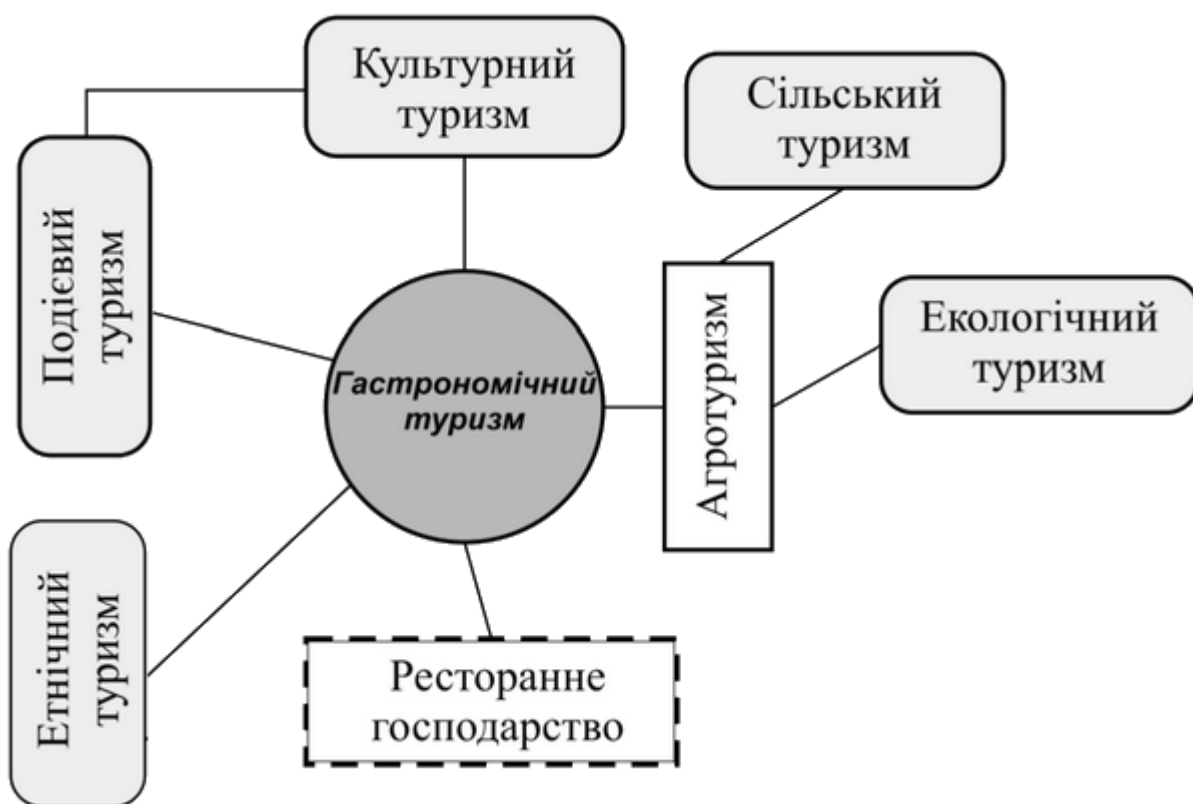 Культурний
туризм
Сільський
туризм
Подієвий
туризм
Гастрономічний
туризм
Агротуризм
Екологічний
туризм
Етнічний
туризм
Ресторанне
господарство